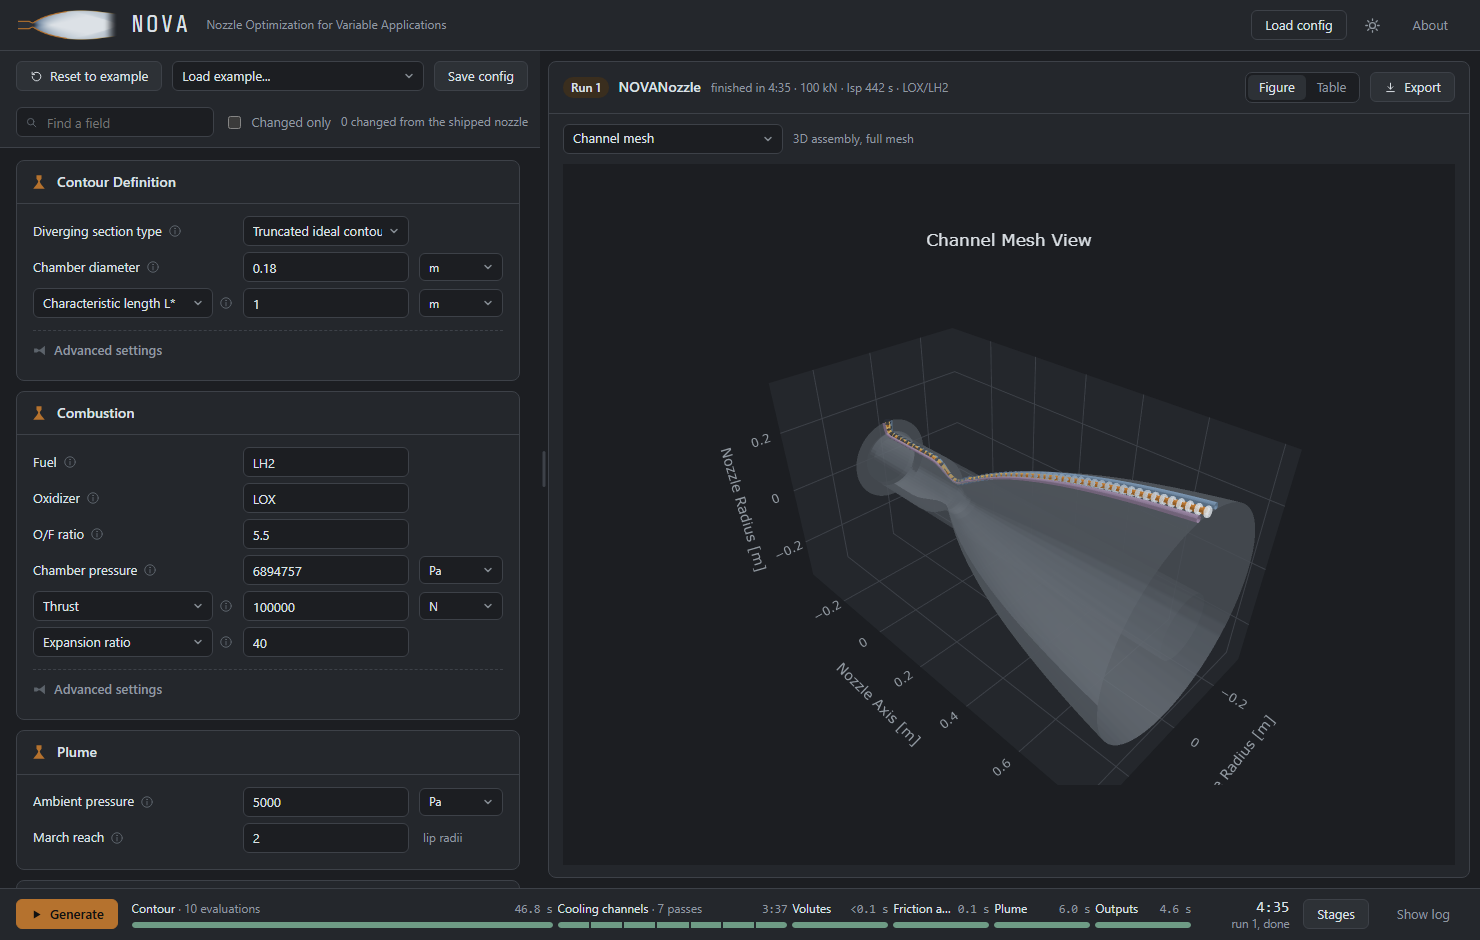 NOVA Nozzle Optimization for Variable Applications Load config About
Reset to example Load example... Save config
Find a field Changed only 0 changed from the shipped nozzle
Contour Definition
Diverging section type Truncated ideal contou
Chamber diameter 0.18 m
Characteristic length L* 1 m
Advanced settings
Combustion
Fuel LH2
Oxidizer LOX
O/F ratio 5.5
Chamber pressure 6894757 Pa
Thrust 100000 N
Expansion ratio 40
Advanced settings
Plume
Ambient pressure 5000 Pa
March reach 2 lip radii
Run 1 NOVANozzle finished in 4:35 · 100 kN · Isp 442 s · LOX/LH2 Figure Table Export
Channel mesh 3D assembly, full mesh
Channel Mesh View
0.2
0
−0.2
Nozzle Radius [m]
−0.2
0
0.2
0.4
0.6
Nozzle Axis [m]
−0.2
0
e Radius [m]
Generate
Contour · 10 evaluations 46.8 s
Cooling channels · 7 passes 3:37
Volutes <0.1 s
Friction a... 0.1 s
Plume 6.0 s
Outputs 4.6 s
4:35
run 1, done
Stages
Show log